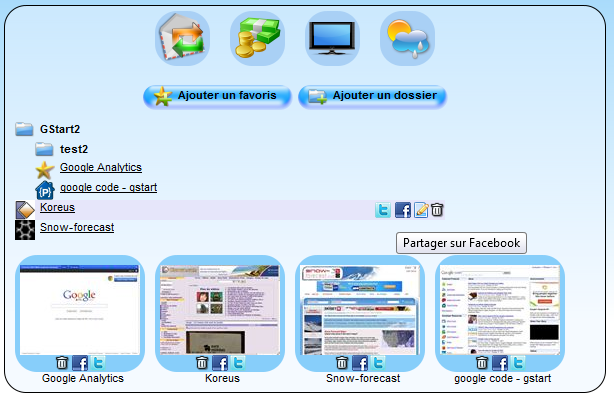 Ajouter un favoris Ajouter un dossier
GStart2
test2
Google Analytics
google code - gstart
Koreus
Snow-forecast
Partager sur Facebook
Google
Google Analytics Koreus Snow-forecast google code - gstart